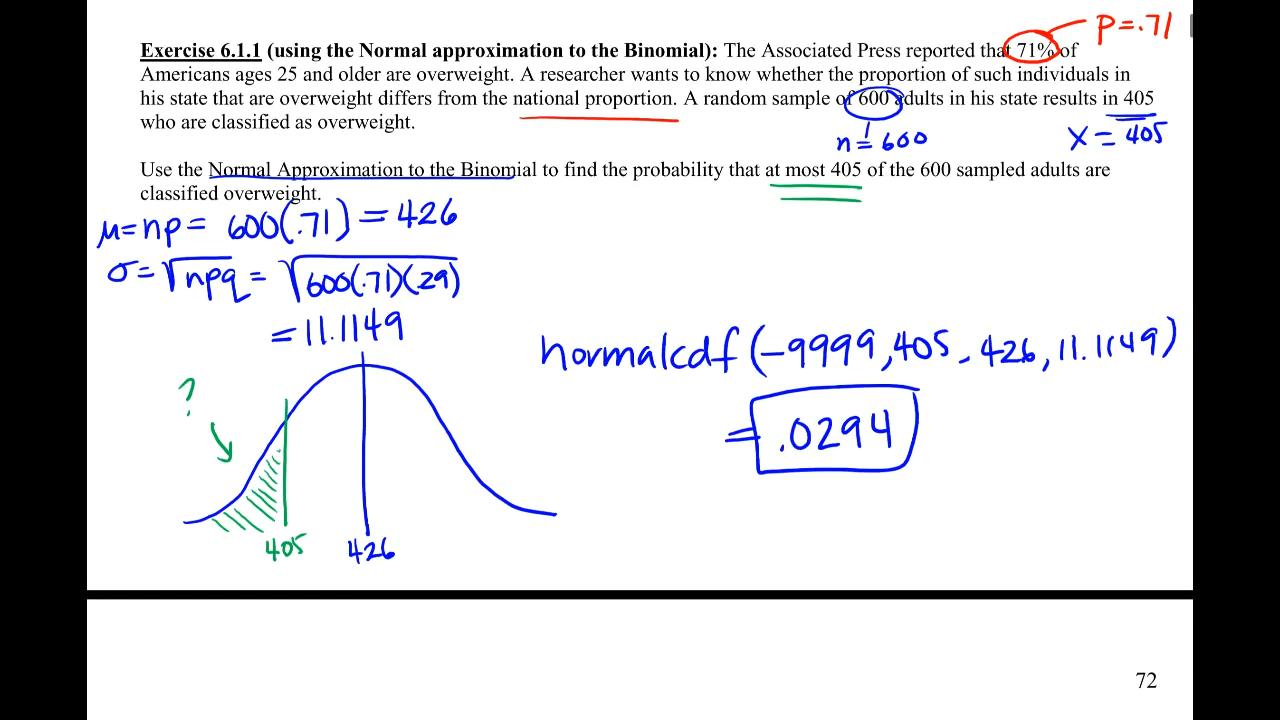 p=.71
Exercise 6.1.1 (using the Normal approximation to the Binomial): The Associated Press reported that 71% of
Americans ages 25 and older are overweight. A researcher wants to know whether the proportion of such individuals in
his state that are overweight differs from the national proportion. A random sample of 600 adults in his state results in 405
who are classified as overweight.
n=600
x=405
Use the Normal Approximation to the Binomial to find the probability that at most 405 of the 600 sampled adults are
classified overweight.
μ=np= 600(.71) = 426
σ=√npq = √600(.71)(29)
= 11.1149
normalcdf (-9999,405, 426, 11.1149)
= .0294
?
405
426
72